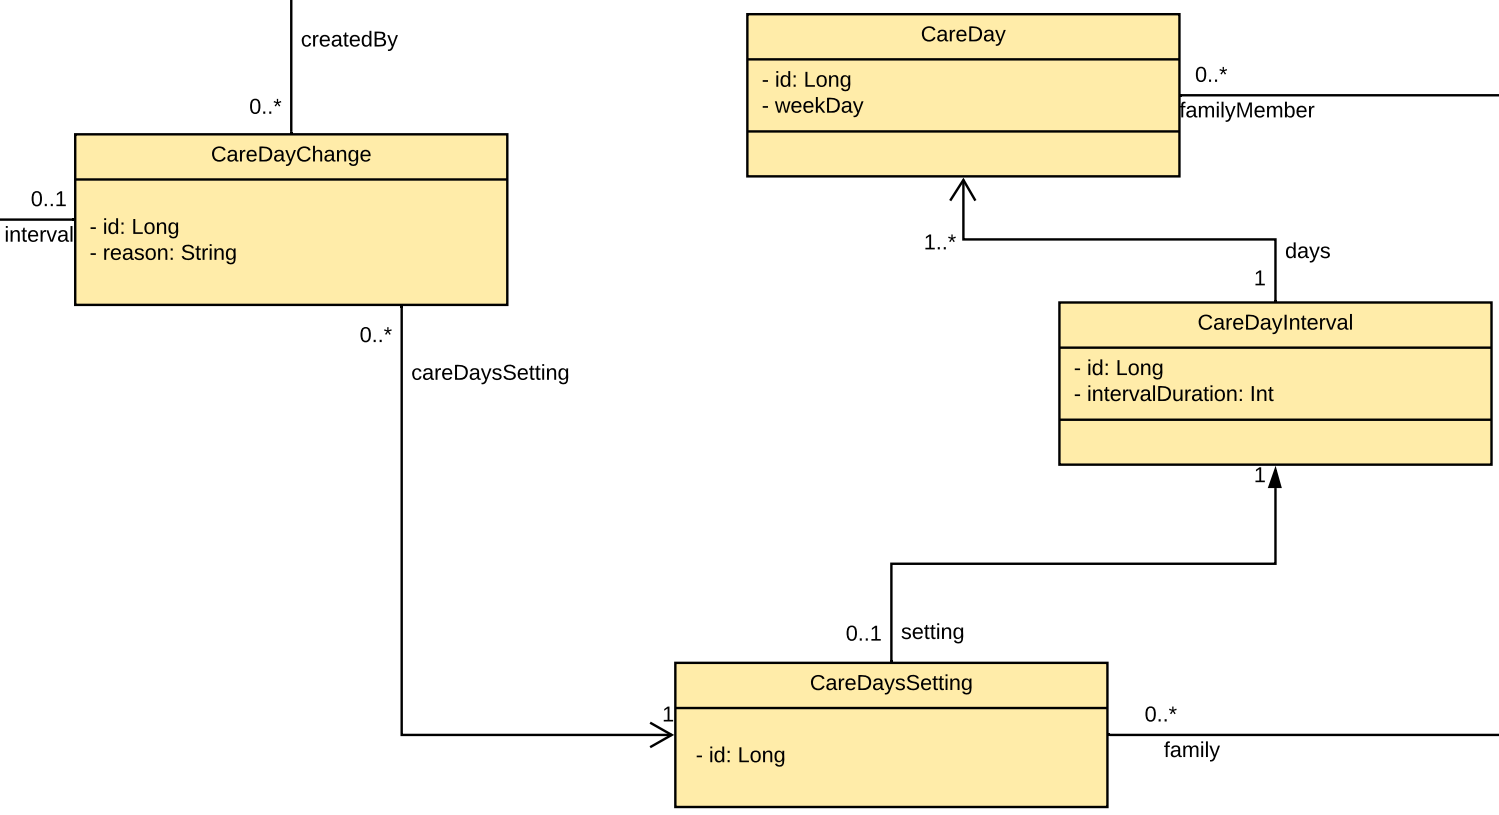 createdBy
0..*
CareDayChange
- id: Long
- reason: String
0..1
interval
0..*
careDaysSetting
CareDay
- id: Long
- weekDay
0..*
familyMember
1..*
days
1
CareDayInterval
- id: Long
- intervalDuration: Int
1
0..1
setting
CareDaysSetting
1
- id: Long
0..*
family